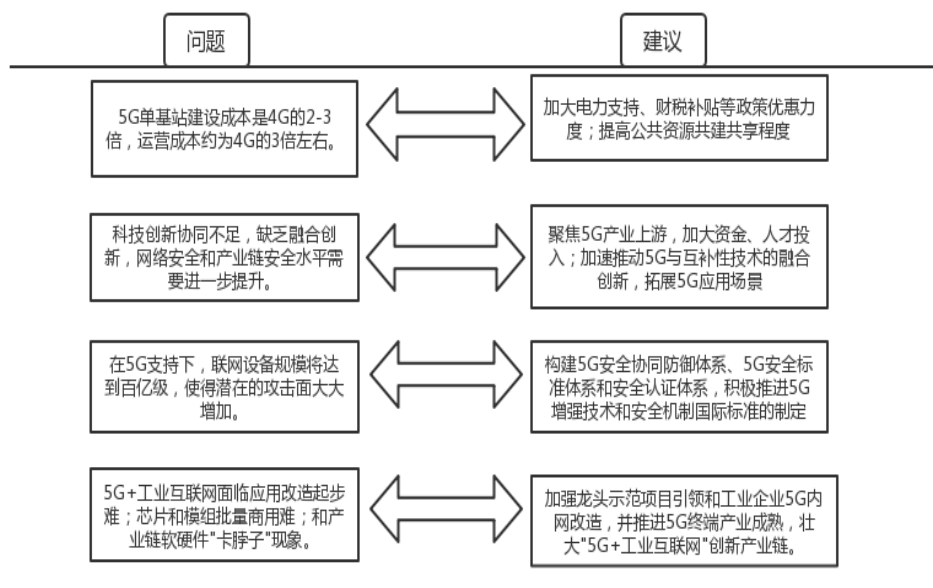 问题
建议
5G单基站建设成本是4G的2-3
倍，运营成本约为4G的3倍左右。
加大电力支持、财税补贴等政策优惠力
度；提高公共资源共建共享程度
科技创新协同不足，缺乏融合创
新，网络安全和产业链安全水平需
要进一步提升。
聚焦5G产业上游，加大资金、人才投
入；加速推动5G与互补性技术的融合
创新，拓展5G应用场景
在5G支持下，联网设备规模将达
到百亿级，使得潜在的攻击面大大
增加。
构建5G安全协同防御体系、5G安全标
准体系和安全认证体系，积极推进5G
增强技术和安全机制国际标准的制定
5G+工业互联网面临应用改造起步
难；芯片和模组批量商用难；和产
业链软硬件"卡脖子"现象。
加强龙头示范项目引领和工业企业5G内
网改造，并推进5G终端产业成熟，壮
大"5G+工业互联网"创新产业链。